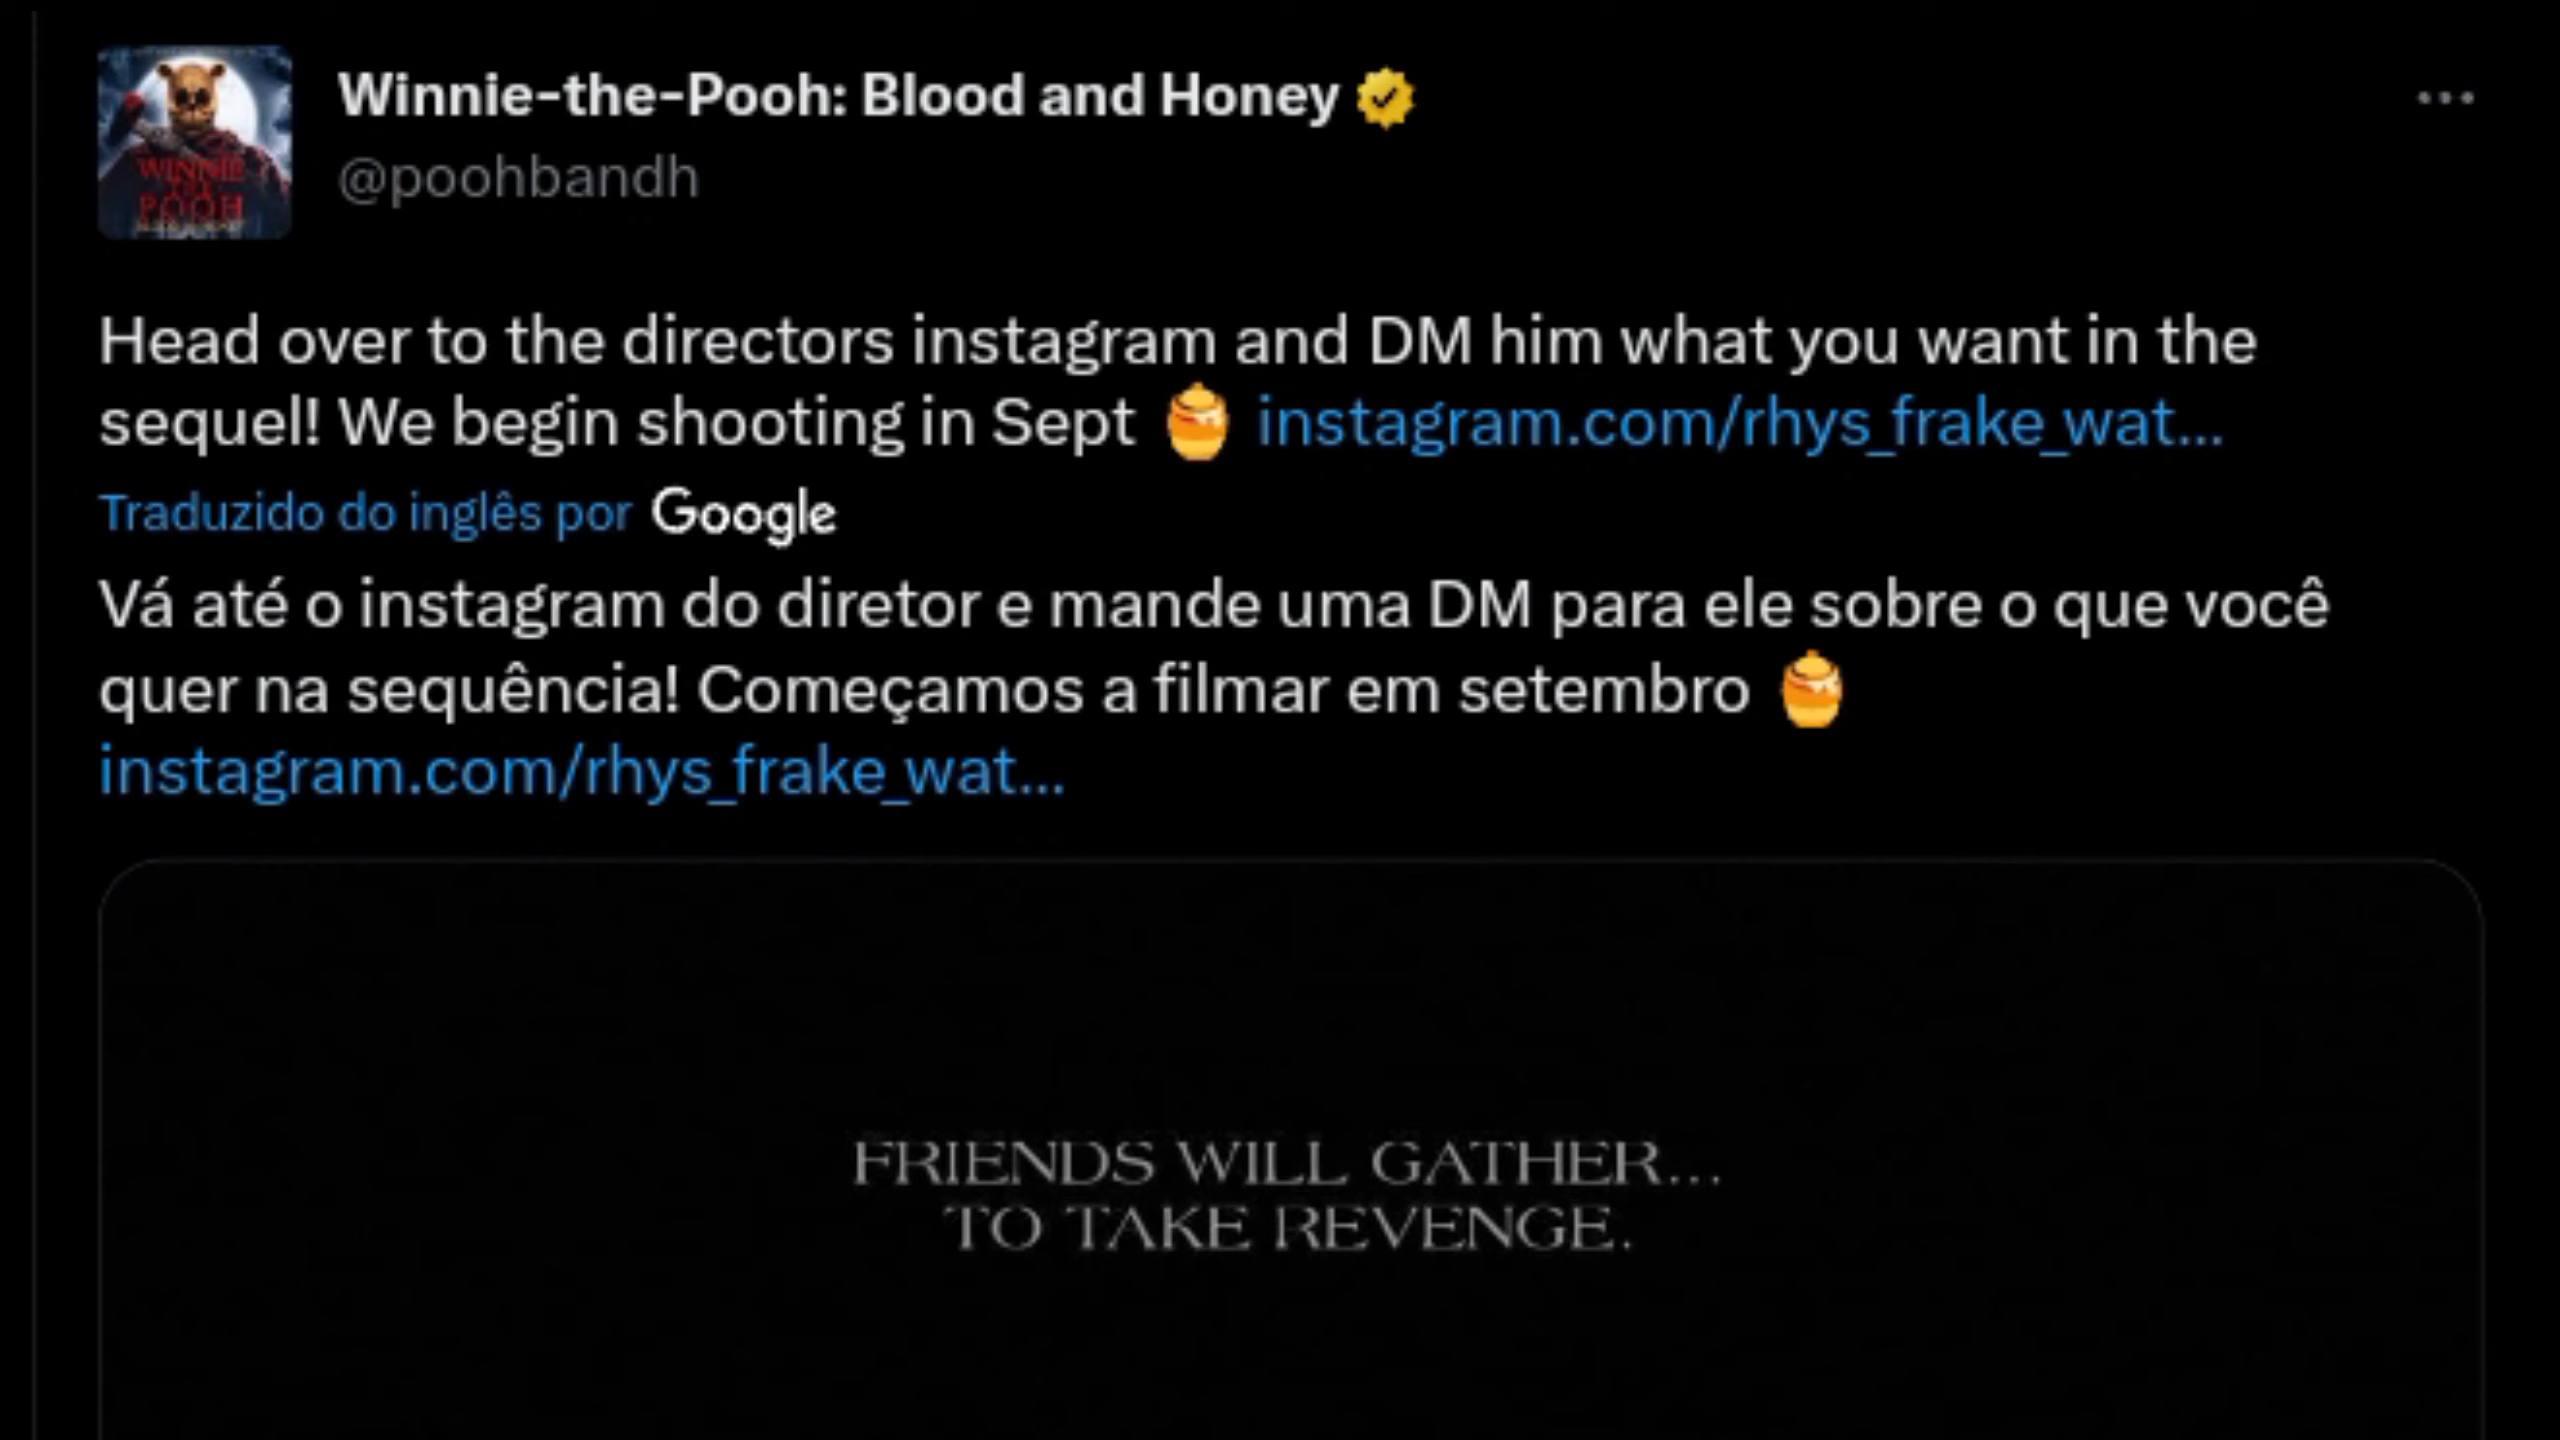 Winnie-the-Pooh: Blood and Honey
@poohbandh
WINNIE
THE
POOH
Head over to the directors instagram and DM him what you want in the
sequel! We begin shooting in Sept 🍯 instagram.com/rhys_frake_wat...
Traduzido do inglês por Google
Vá até o instagram do diretor e mande uma DM para ele sobre o que você
quer na sequência! Começamos a filmar em setembro 🍯
instagram.com/rhys_frake_wat...
FRIENDS WILL GATHER...
TO TAKE REVENGE.